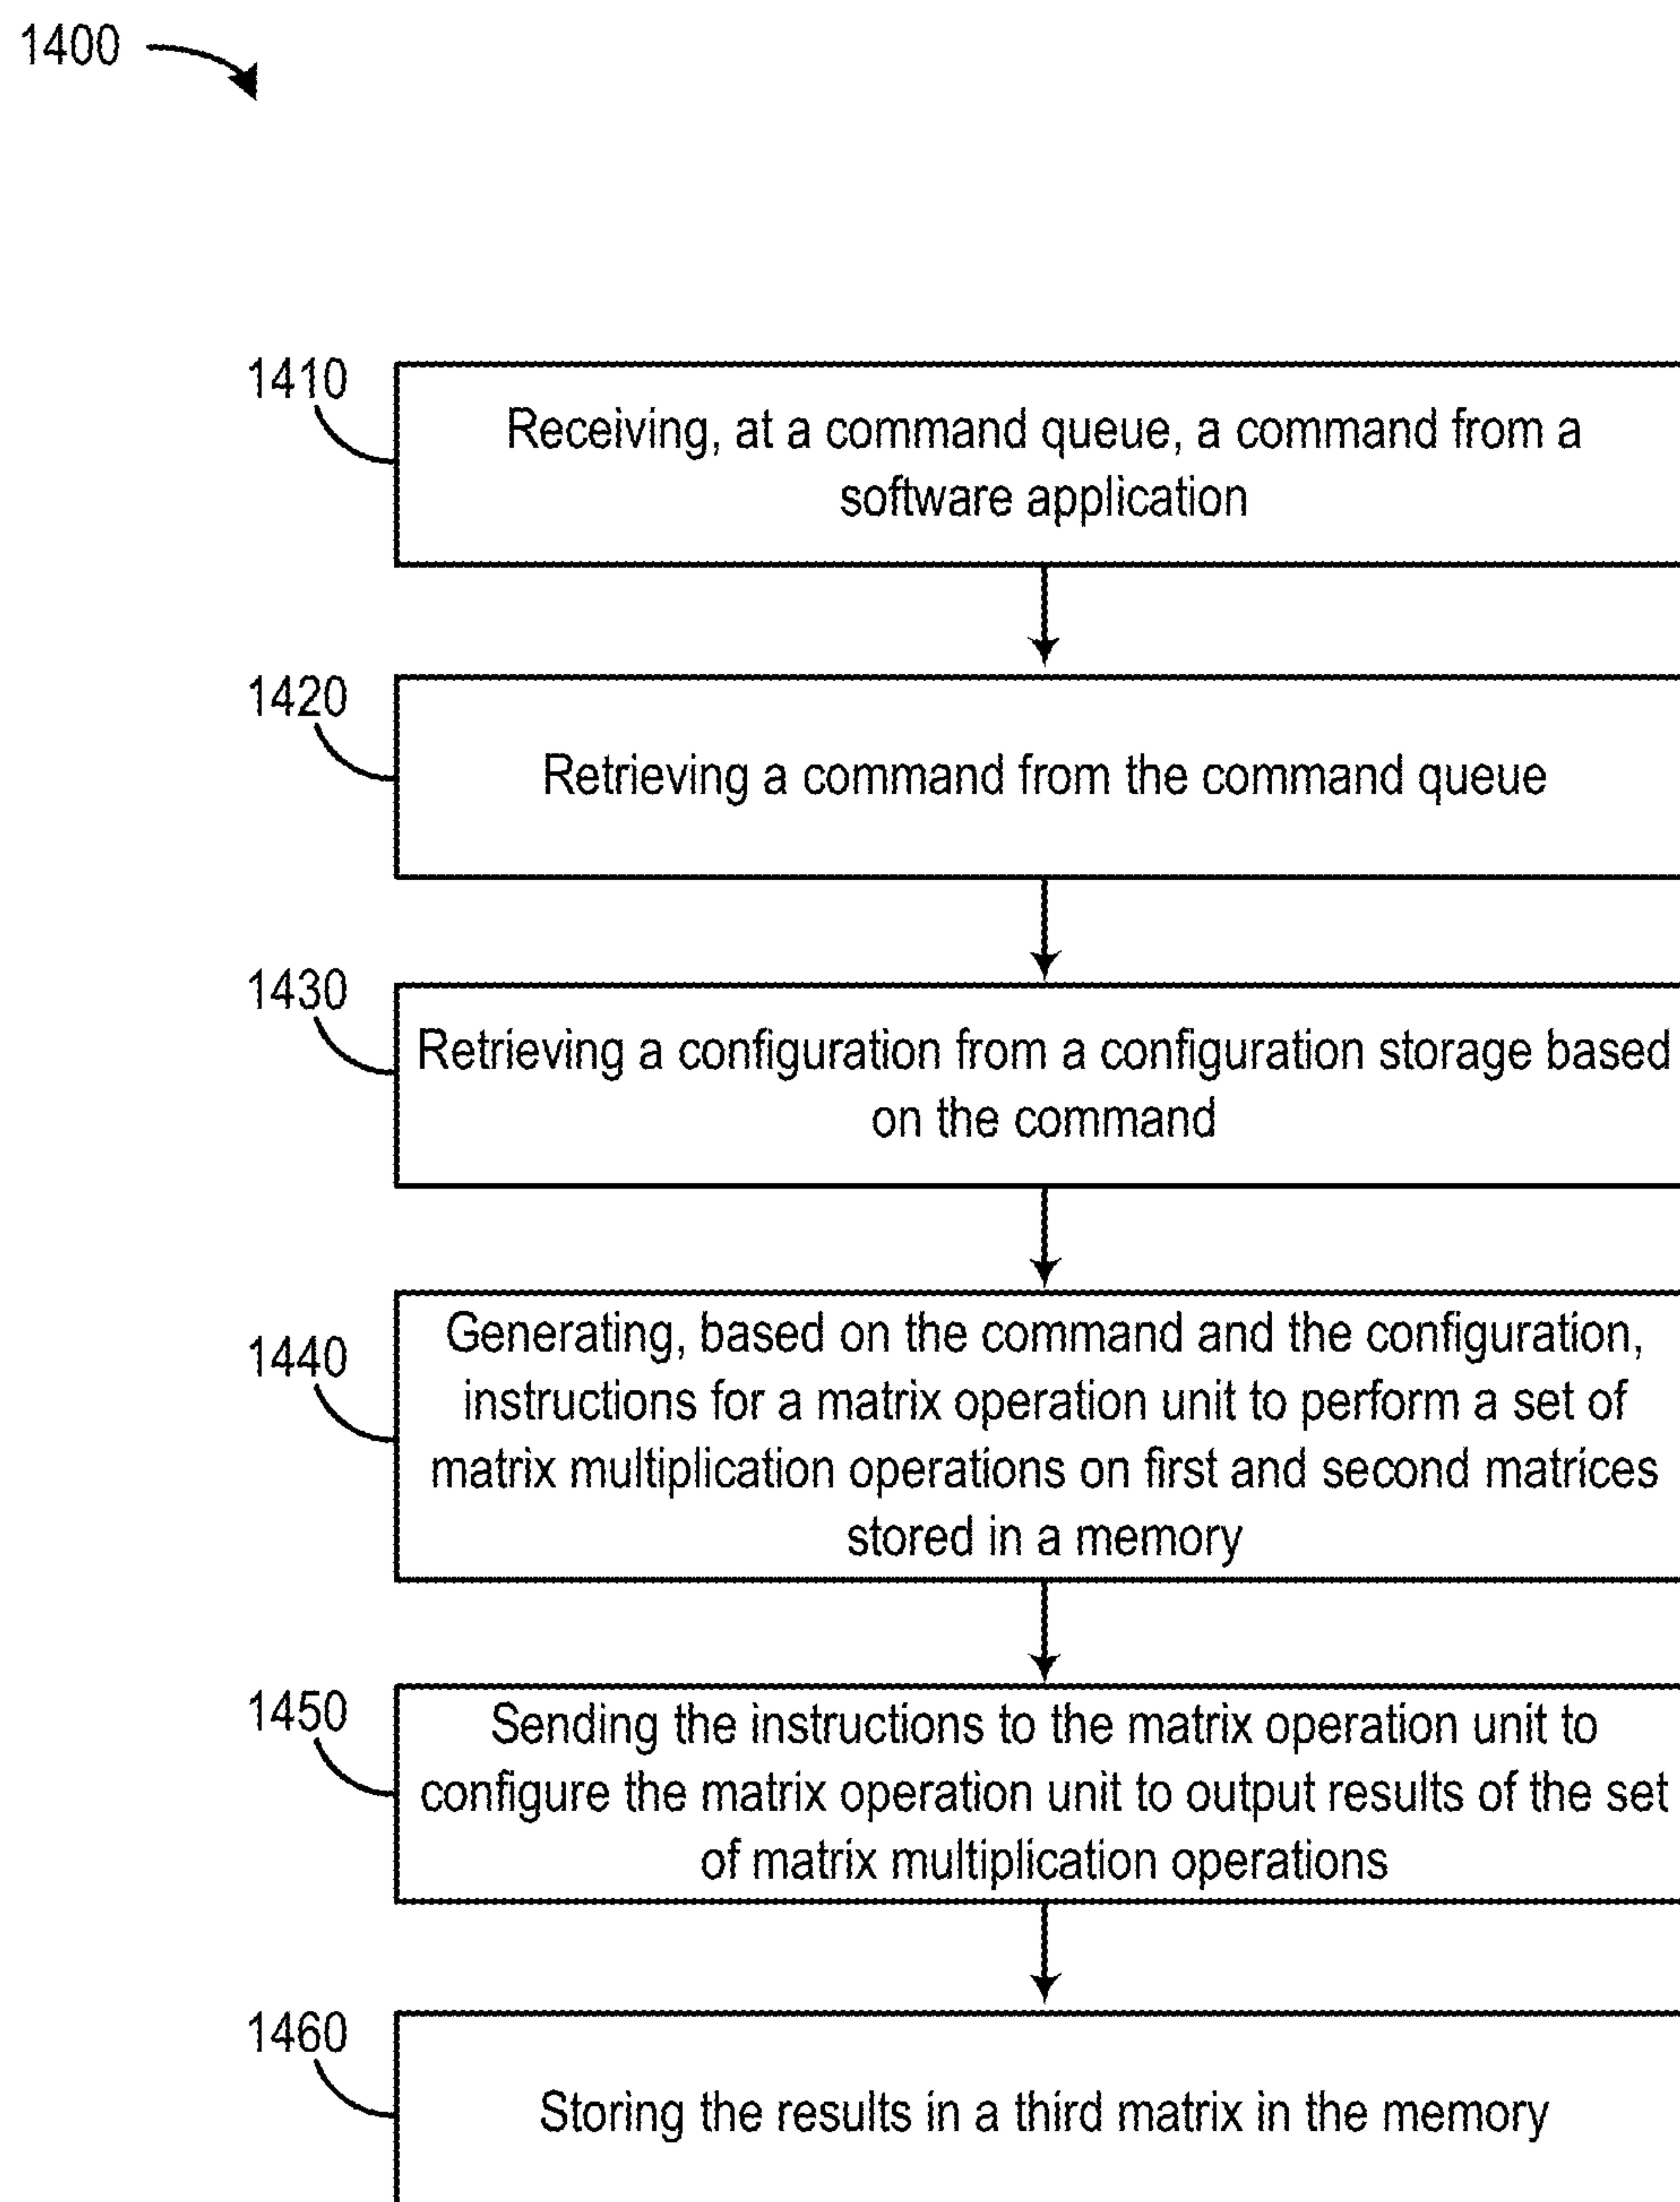 1400
1410
Receiving, at a command queue, a command from a
software application
1420
Retrieving a command from the command queue
1430
Retrieving a configuration from a configuration storage based
on the command
1440
Generating, based on the command and the configuration,
instructions for a matrix operation unit to perform a set of
matrix multiplication operations on first and second matrices
stored in a memory
1450
Sending the instructions to the matrix operation unit to
configure the matrix operation unit to output results of the set
of matrix multiplication operations
1460
Storing the results in a third matrix in the memory